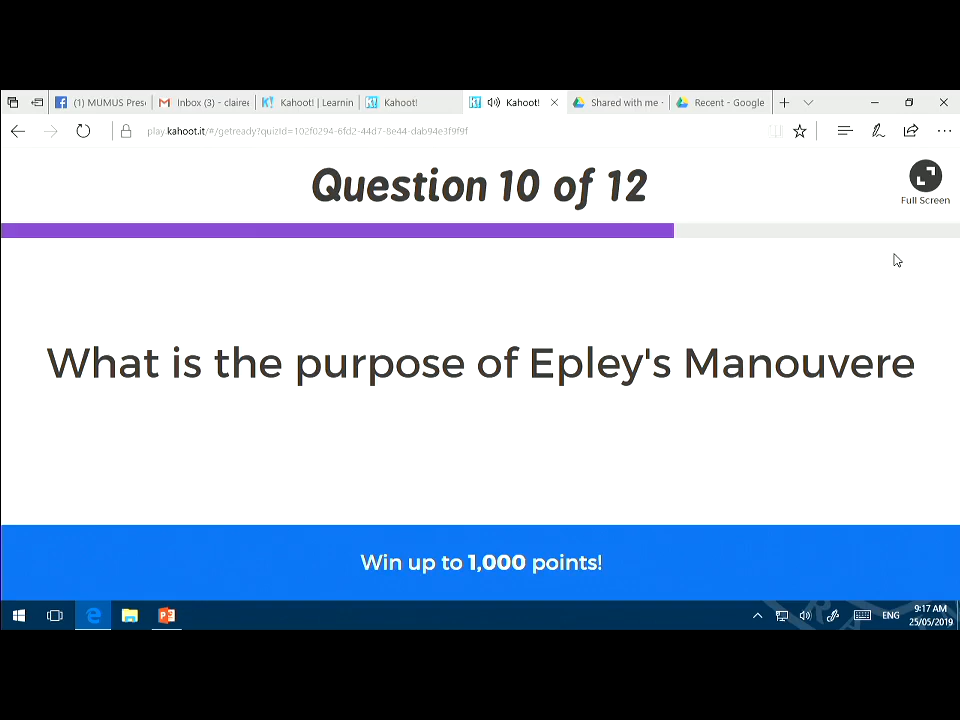 (1) MUMUS Pres
Inbox (3) - claire
Kahoot! | Learnin
Kahoot!
Kahoot!
Shared with me -
Recent - Google
play.kahoot.it/#/getready?quizId=102f0294-6fd2-44d7-8e44-dab94e3f9f9f
Question 10 of 12
Full Screen
What is the purpose of Epley's Manouvere
Win up to 1,000 points!
ENG
9:17 AM
25/05/2019